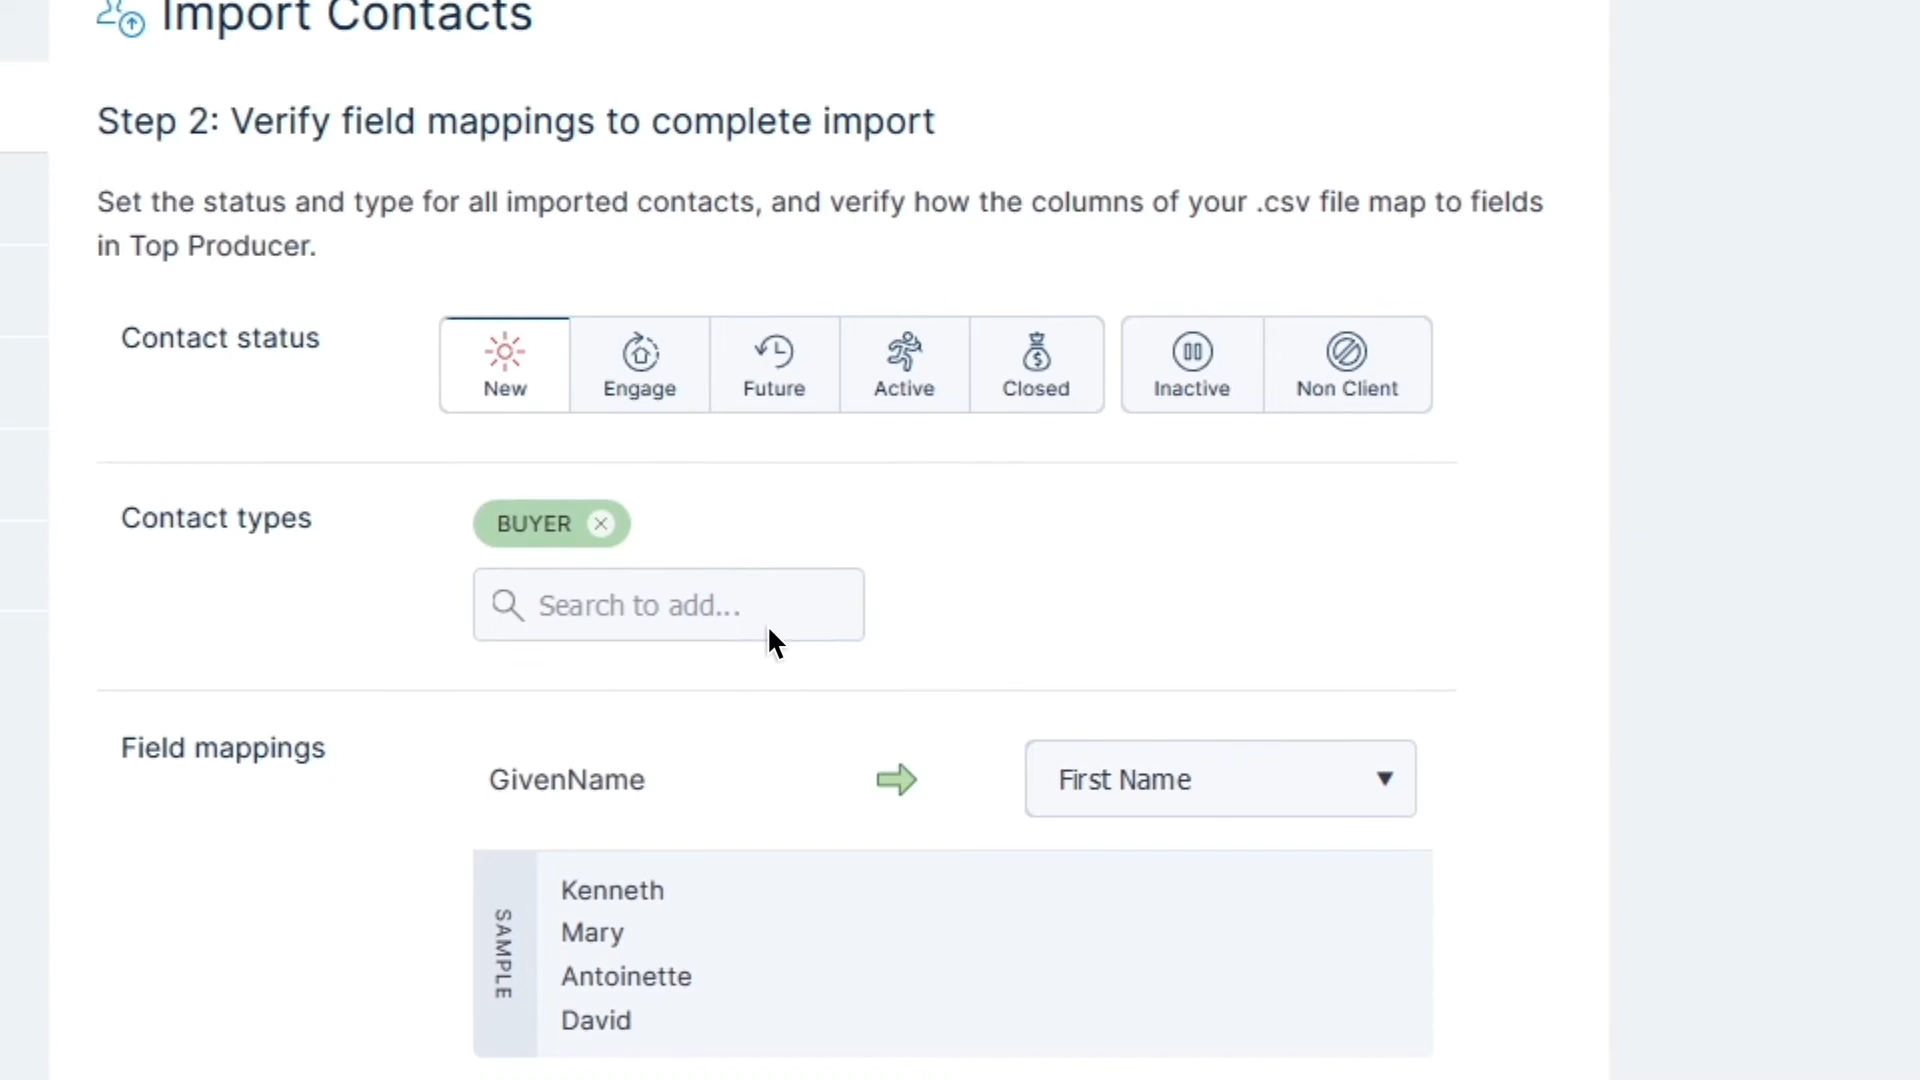 Import Contacts
Step 2: Verify field mappings to complete import
Set the status and type for all imported contacts, and verify how the columns of your .csv file map to fields
in Top Producer.
Contact status
New
Engage
Future
Active
Closed
Inactive
Non Client
Contact types
BUYER
Search to add...
Field mappings
GivenName
First Name
SAMPLE
Kenneth
Mary
Antoinette
David